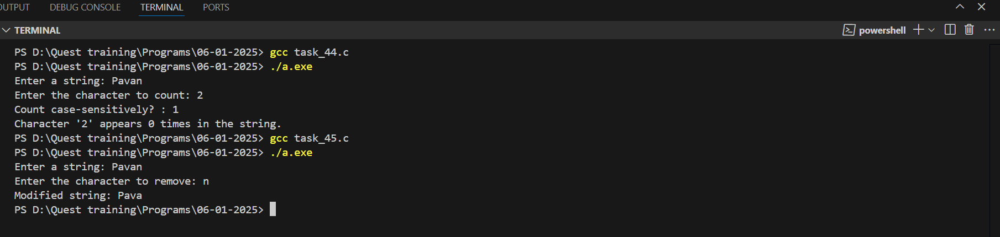 OUTPUT DEBUG CONSOLE TERMINAL PORTS
TERMINAL
powershell
PS D:\Quest training\Programs\06-01-2025> gcc task_44.c
PS D:\Quest training\Programs\06-01-2025> ./a.exe
Enter a string: Pavan
Enter the character to count: 2
Count case-sensitively? : 1
Character '2' appears 0 times in the string.
PS D:\Quest training\Programs\06-01-2025> gcc task_45.c
PS D:\Quest training\Programs\06-01-2025> ./a.exe
Enter a string: Pavan
Enter the character to remove: n
Modified string: Pava
PS D:\Quest training\Programs\06-01-2025>